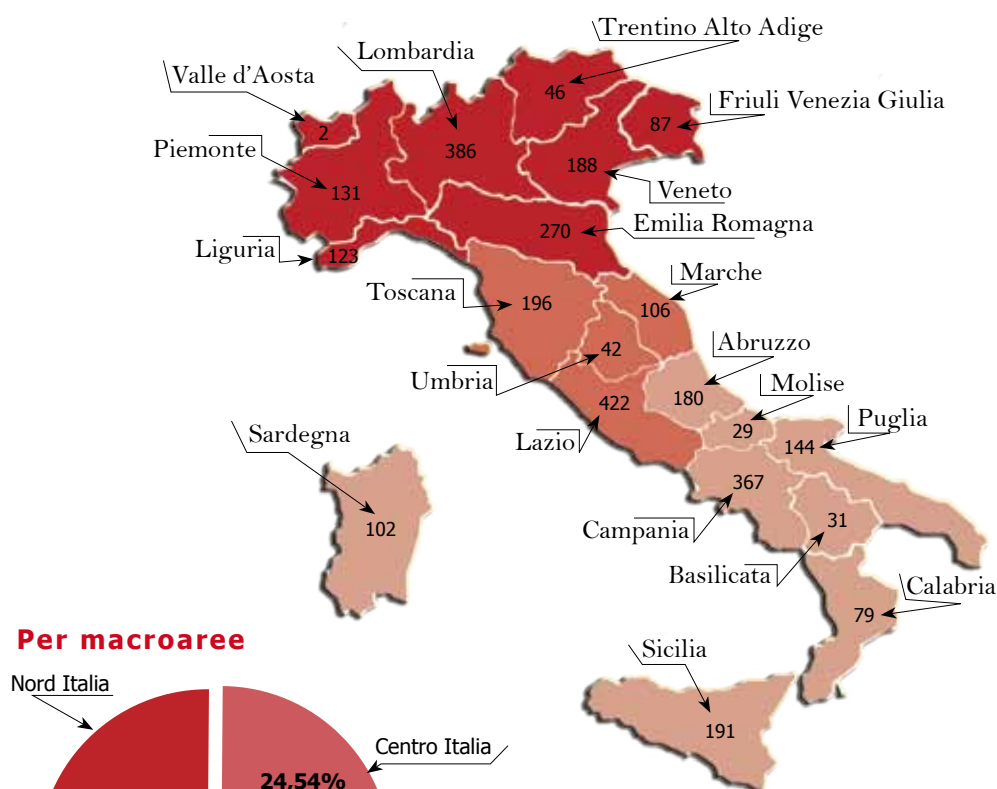 Trentino Alto Adige
Lombardia
Valle d'Aosta
46
Friuli Venezia Giulia
2
87
Piemonte
386
188
131
Veneto
Emilia Romagna
270
Liguria
123
Marche
Toscana
196
106
Abruzzo
42
Umbria
Molise
180
422
Puglia
Sardegna
Lazio
29
144
367
102
31
Campania
Basilicata
Calabria
79
Per macroaree
Sicilia
Nord Italia
191
Centro Italia
24,54%